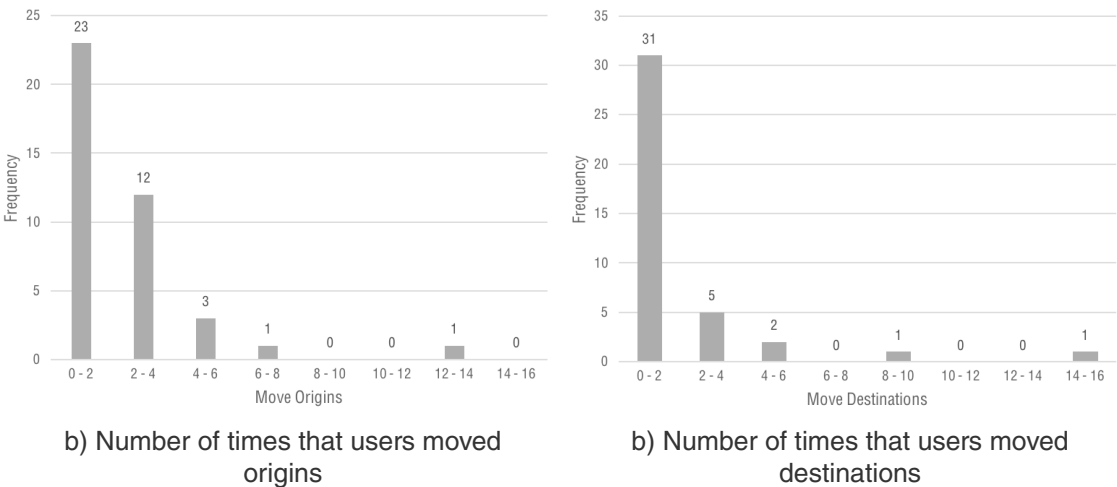 25
20
15
10
5
0
Frequency
23
12
3
1
0
0
1
0
0 - 2
2 - 4
4 - 6
6 - 8
8 - 10
10 - 12
12 - 14
14 - 16
Move Origins
b) Number of times that users moved
origins
35
30
25
20
15
10
5
0
Frequency
31
5
2
0
1
0
0
1
0 - 2
2 - 4
4 - 6
6 - 8
8 - 10
10 - 12
12 - 14
14 - 16
Move Destinations
b) Number of times that users moved
destinations